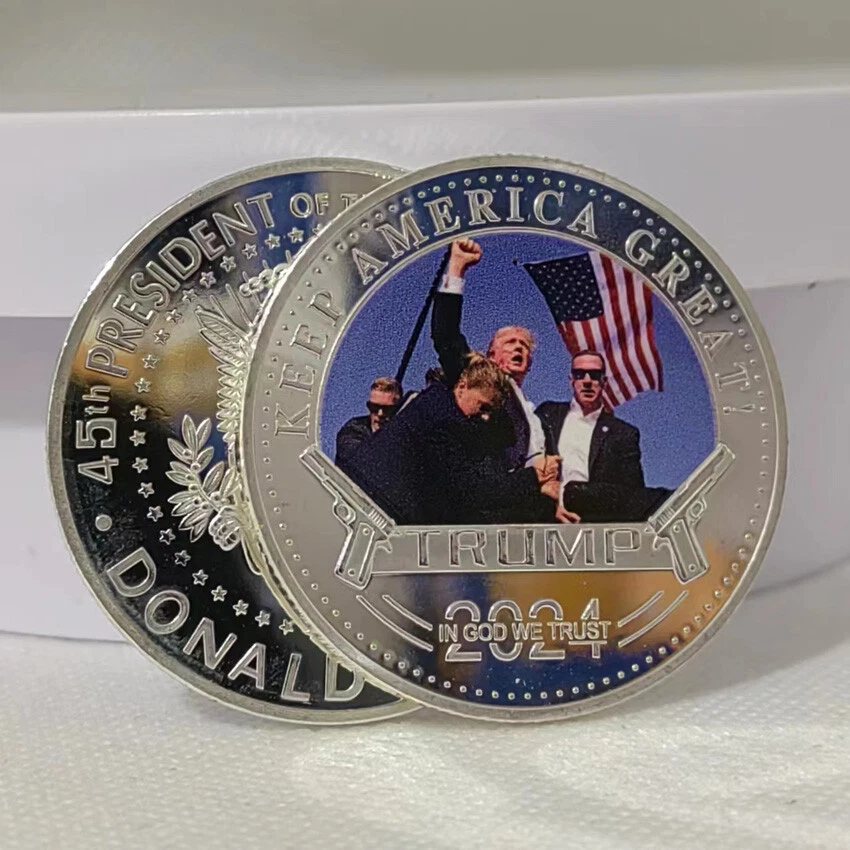 45th PRESIDENT OF
DONALD
KEEP AMERICA GREAT!
TRUMP
2024
IN GOD WE TRUST